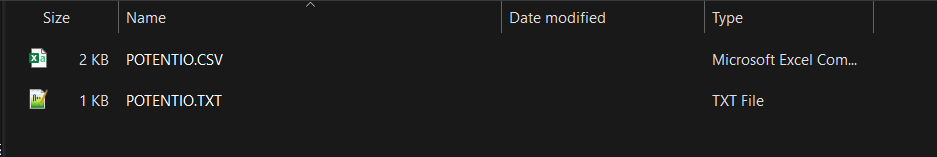 Size Name Date modified Type
2 KB POTENTIO.CSV Microsoft Excel Com...
1 KB POTENTIO.TXT TXT File